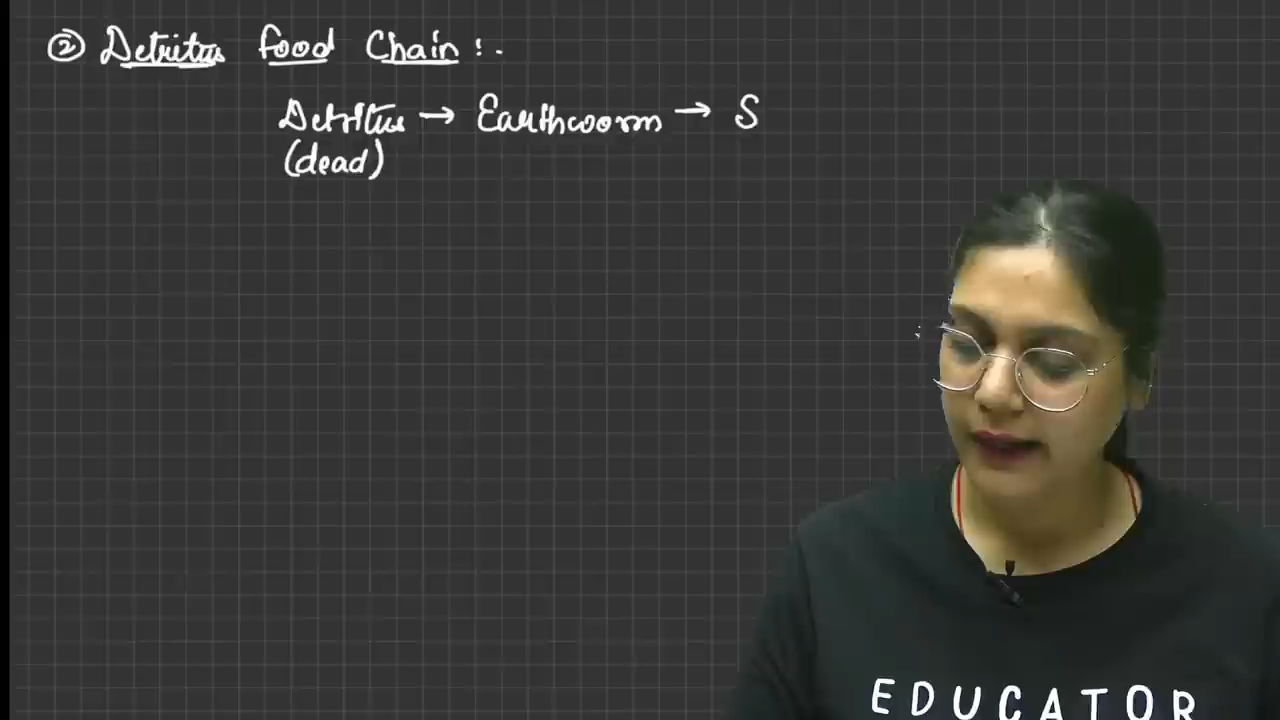 ② Detritus food Chain :.
Detritus → Earthworm → S
(dead)
EDUCATOR